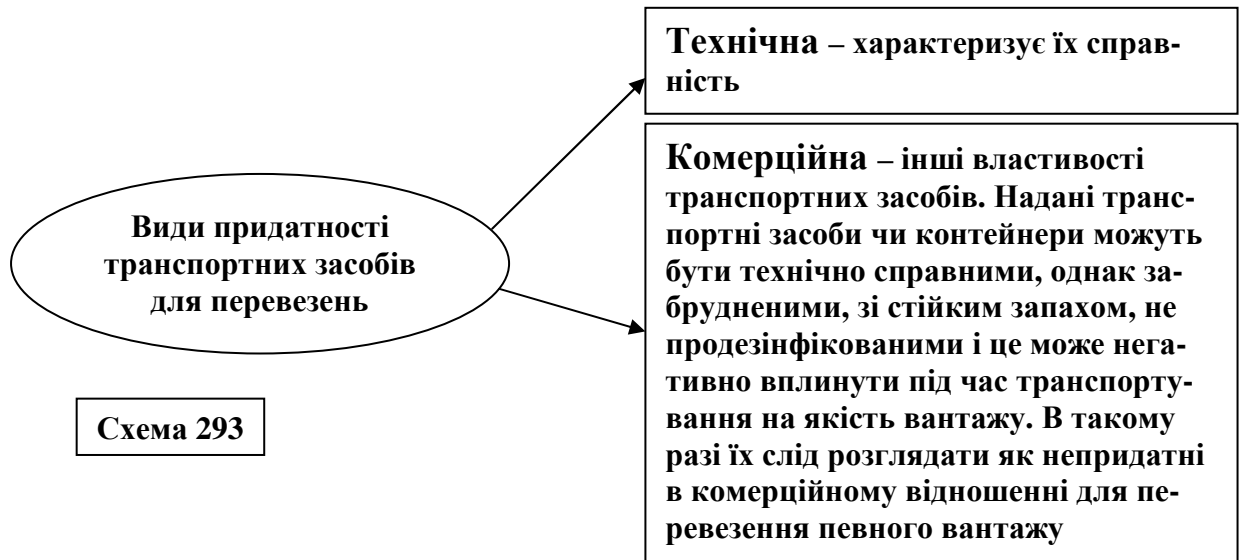 Технічна – характеризує їх справ-
ність
Комерційна – інші властивості
транспортних засобів. Надані транс-
портні засоби чи контейнери можуть
бути технічно справними, однак за-
брудненими, зі стійким запахом, не
продезінфікованими і це може нега-
тивно вплинути під час транспорту-
вання на якість вантажу. В такому
разі їх слід розглядати як непридатні
в комерційному відношенні для пе-
ревезення певного вантажу
Види придатності
транспортних засобів
для перевезень
Схема 293